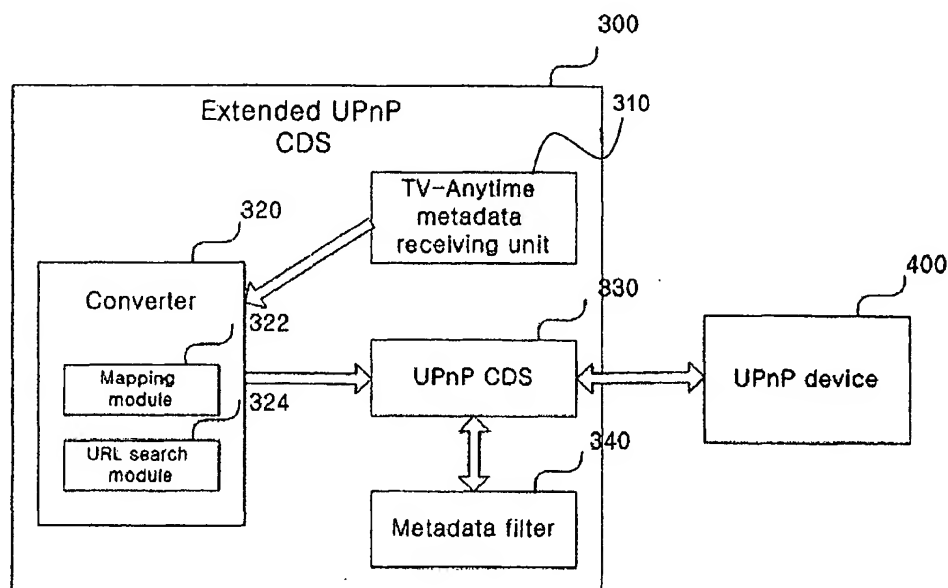 300
Extended UPnP
CDS
310
TV-Anytime
metadata
receiving unit
320
Converter
322
Mapping
module
324
URL search
module
330
UPnP CDS
400
UPnP device
340
Metadata filter